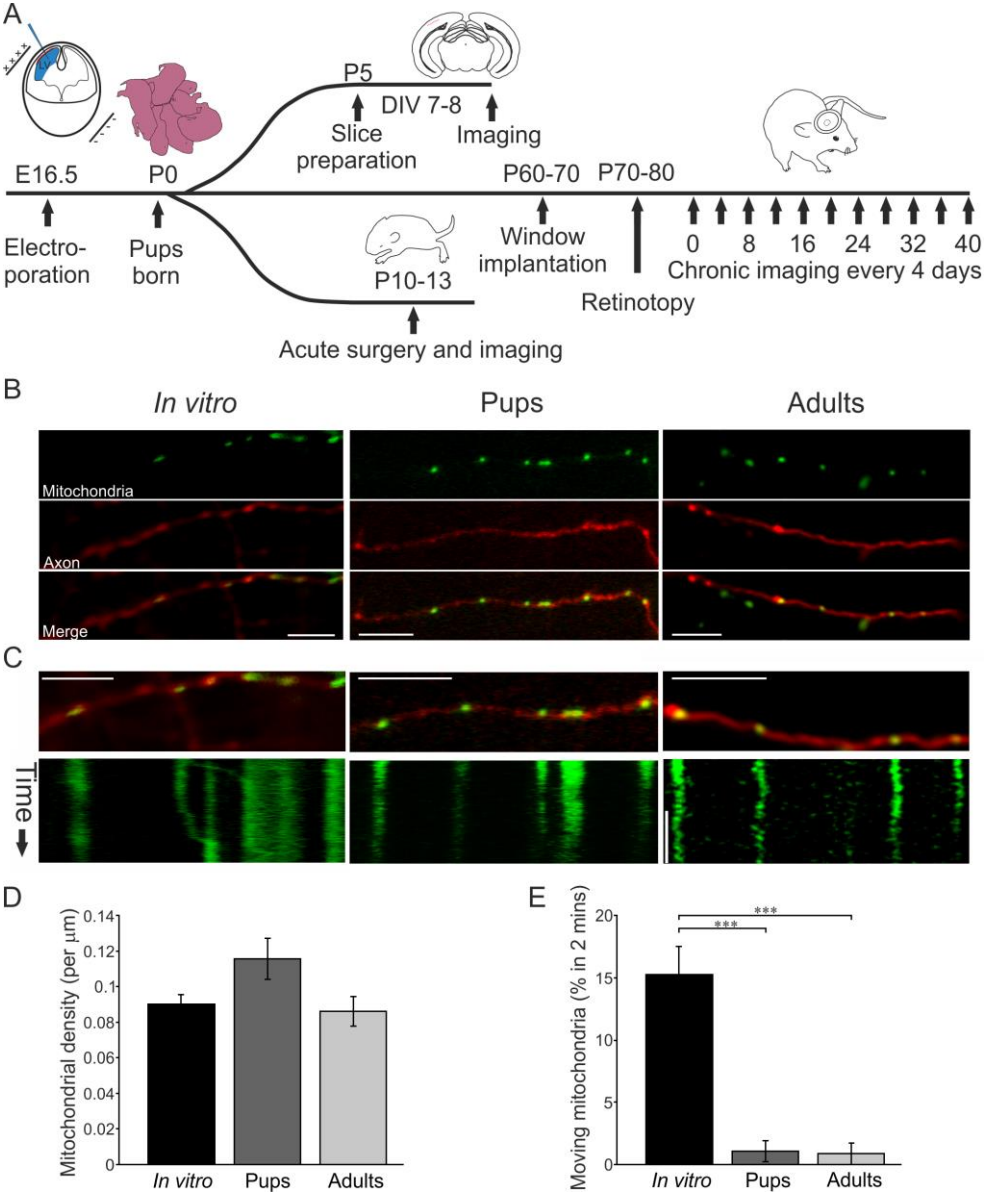 A
+ + + +
LV
- - - -
E16.5
P0
P5
DIV 7-8
Slice
preparation
Imaging
P60-70
P70-80
Electro-
poration
Pups
born
P10-13
Acute surgery and imaging
Window
implantation
Retinotopy
0
8
16
24
32
40
Chronic imaging every 4 days
B
In vitro
Pups
Adults
Mitochondria
Axon
Merge
C
Time
D
Mitochondrial density (per µm)
0.14
0.12
0.1
0.08
0.06
0.04
0.02
0
In vitro
Pups
Adults
E
Moving mitochondria (% in 2 mins)
20
15
10
5
0
***
***
In vitro
Pups
Adults